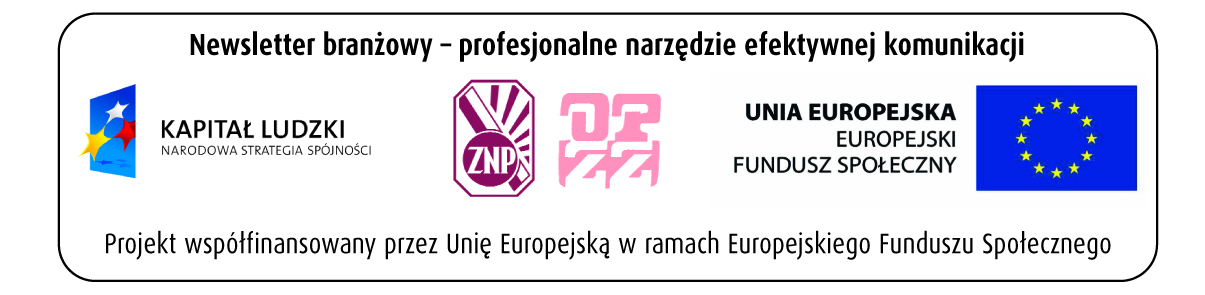 Newsletter branżowy – profesjonalne narzędzie efektywnej komunikacji
KAPITAŁ LUDZKI
NARODOWA STRATEGIA SPÓJNOŚCI
ZNP
OPZZ
UNIA EUROPEJSKA
EUROPEJSKI
FUNDUSZ SPOŁECZNY
Projekt współfinansowany przez Unię Europejską w ramach Europejskiego Funduszu Społecznego